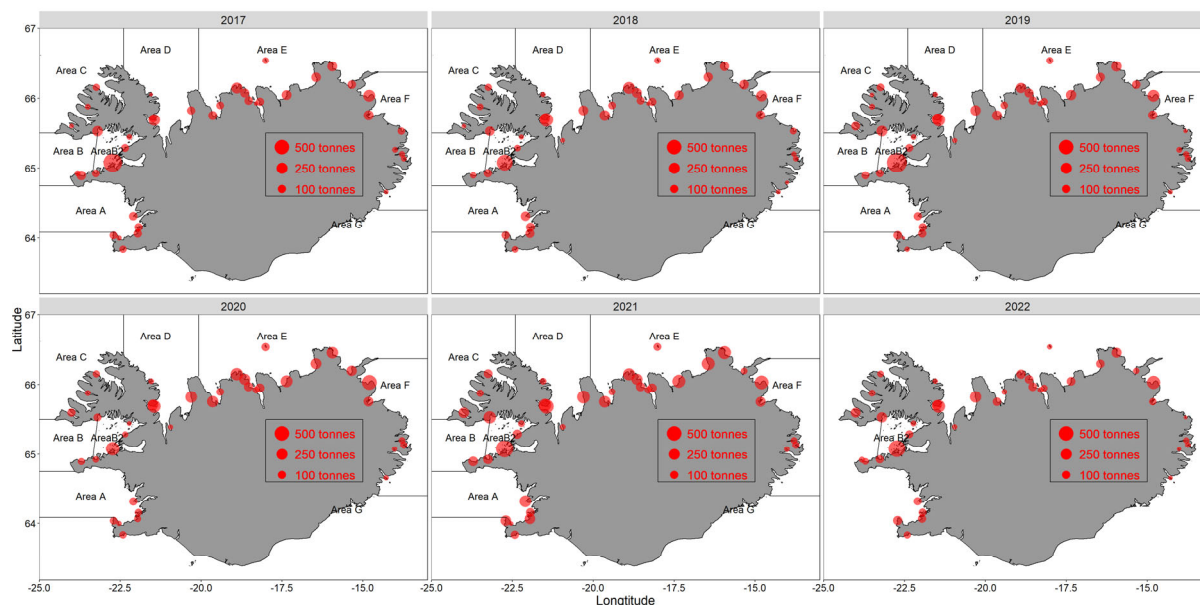 2017 2018 2019
67
Area D Area E Area D Area E Area D Area E
Area C Area C Area C
66
Area F Area F Area F
500 tonnes 500 tonnes 500 tonnes
Area B AreaB2 Area B AreaB2 Area B AreaB2
65
250 tonnes 250 tonnes 250 tonnes
100 tonnes 100 tonnes 100 tonnes
Area A Area A Area A
Area G Area G Area G
64
Latitude
2020 2021 2022
67
Area D Area E Area D Area E
Area C Area C
66
Area F Area F
500 tonnes 500 tonnes 500 tonnes
Area B AreaB2 Area B AreaB2 AreaB2
65
250 tonnes 250 tonnes 250 tonnes
100 tonnes 100 tonnes 100 tonnes
Area A Area A
Area G Area G
64
-25.0 -22.5 -20.0 -17.5 -15.0 -25.0 -22.5 -20.0 -17.5 -15.0 -25.0 -22.5 -20.0 -17.5 -15.0
Longtitude